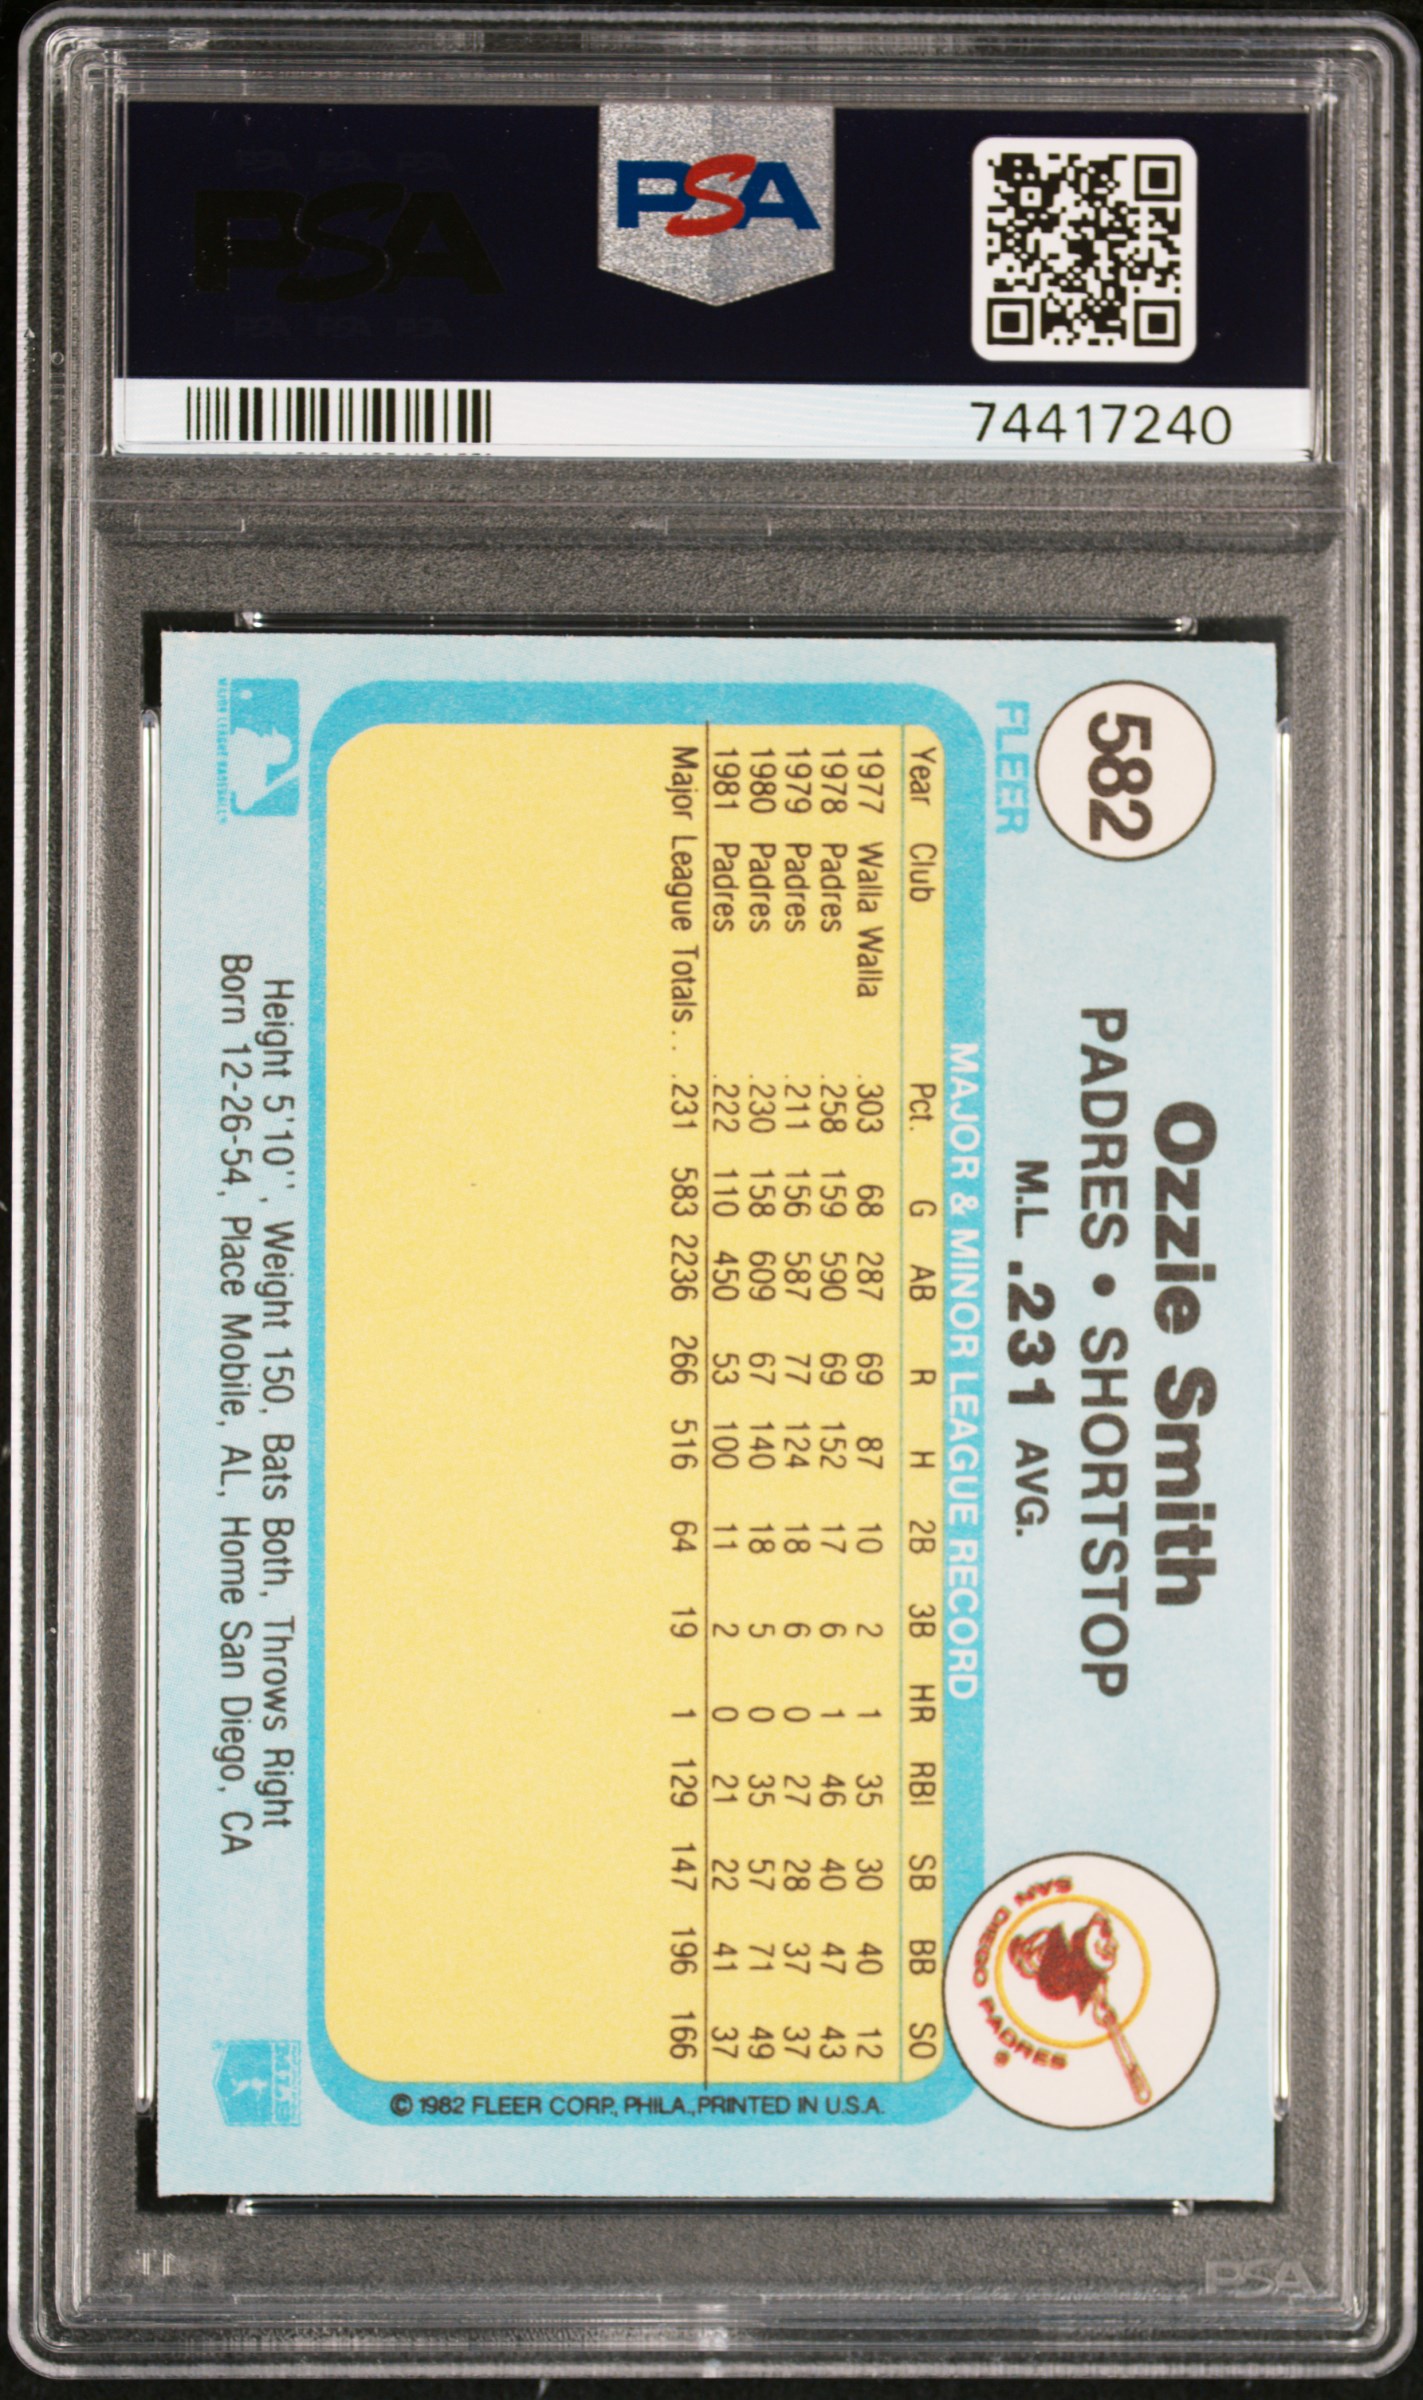 PSA
PSA
74417240
582
Ozzie Smith
PADRES • SHORTSTOP
M.L. .231 AVG.
FLEER
SAN DIEGO PADRES
MAJOR & MINOR LEAGUE RECORD
Year Club Pct. G AB R H 2B 3B HR RBI SB BB SO
1977 Walla Walla .303 68 287 69 87 10 2 1 35 30 40 12
1978 Padres .258 159 590 69 152 17 6 1 46 40 47 43
1979 Padres .211 156 587 77 124 18 6 0 27 28 37 37
1980 Padres .230 158 609 67 140 18 5 0 35 57 71 49
1981 Padres .222 110 450 53 100 11 2 0 21 22 41 37
Major League Totals . . .231 583 2236 266 516 64 19 1 129 147 196 166
© 1982 FLEER CORP., PHILA., PRINTED IN U.S.A.
Height 5'10'', Weight 150, Bats Both, Throws Right
Born 12-26-54, Place Mobile, AL, Home San Diego, CA
MAJOR LEAGUE BASEBALL
PSA